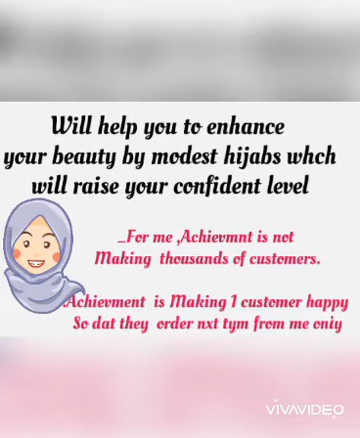 Will help you to enhance
your beauty by modest hijabs whch
will raise your confident level
_For me ,Achievmnt is not
Making thousands of customers.
Achievment is Making 1 customer happy
So dat they order nxt tym from me oniy
VIVAVIDEO